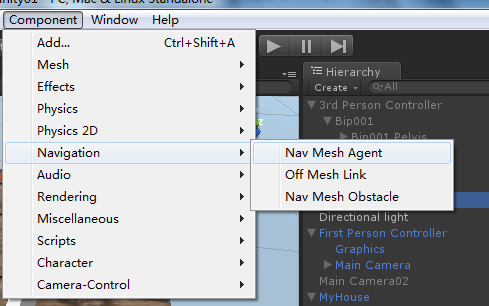 nity01 - PC, Mac & Linux Standalone
Component Window Help
Add... Ctrl+Shift+A
Mesh
Effects
Physics
Physics 2D
Navigation
Audio
Rendering
Miscellaneous
Scripts
Character
Camera-Control
Nav Mesh Agent
Off Mesh Link
Nav Mesh Obstacle
Hierarchy
Create All
3rd Person Controller
Bip001
Bip001 Pelvis
Directional light
First Person Controller
Graphics
Main Camera
Main Camera02
MyHouse